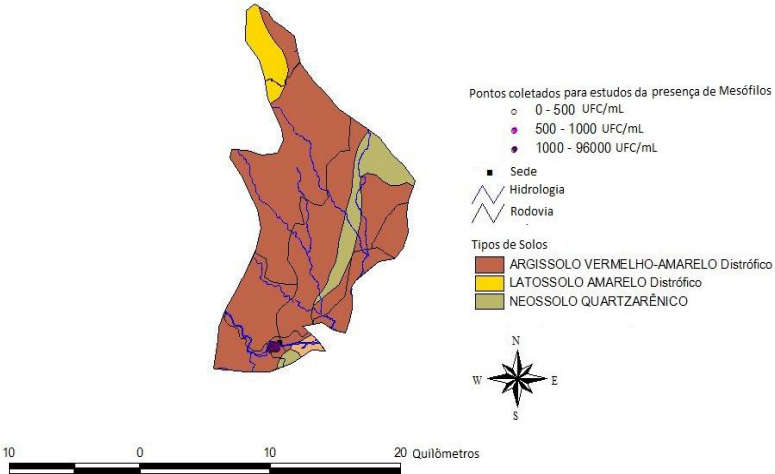 Pontos coletados para estudos da presença de Mesófilos
0 - 500 UFC/mL
500 - 1000 UFC/mL
1000 - 96000 UFC/mL
Sede
Hidrologia
Rodovia
Tipos de Solos
ARGISSOLO VERMELHO-AMARELO Distrófico
LATOSSOLO AMARELO Distrófico
NEOSSOLO QUARTZARÊNICO
N
W E
S
10 0 10 20 Quilômetros